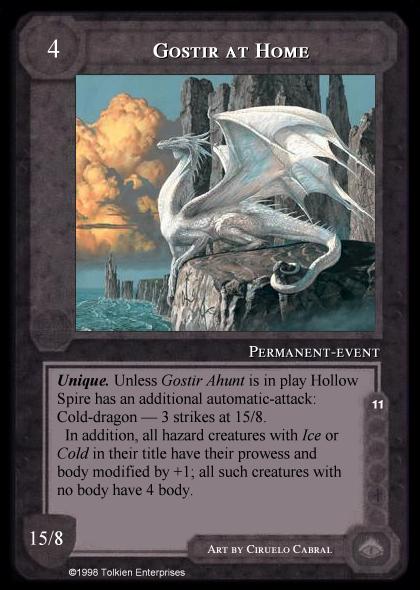 4
GOSTIR AT HOME
PERMANENT-EVENT
Unique. Unless Gostir Ahunt is in play Hollow
Spire has an additional automatic-attack:
Cold-dragon — 3 strikes at 15/8.
In addition, all hazard creatures with Ice or
Cold in their title have their prowess and
body modified by +1; all such creatures with
no body have 4 body.
11
15/8
ART BY CIRUELO CABRAL
©1998 Tolkien Enterprises